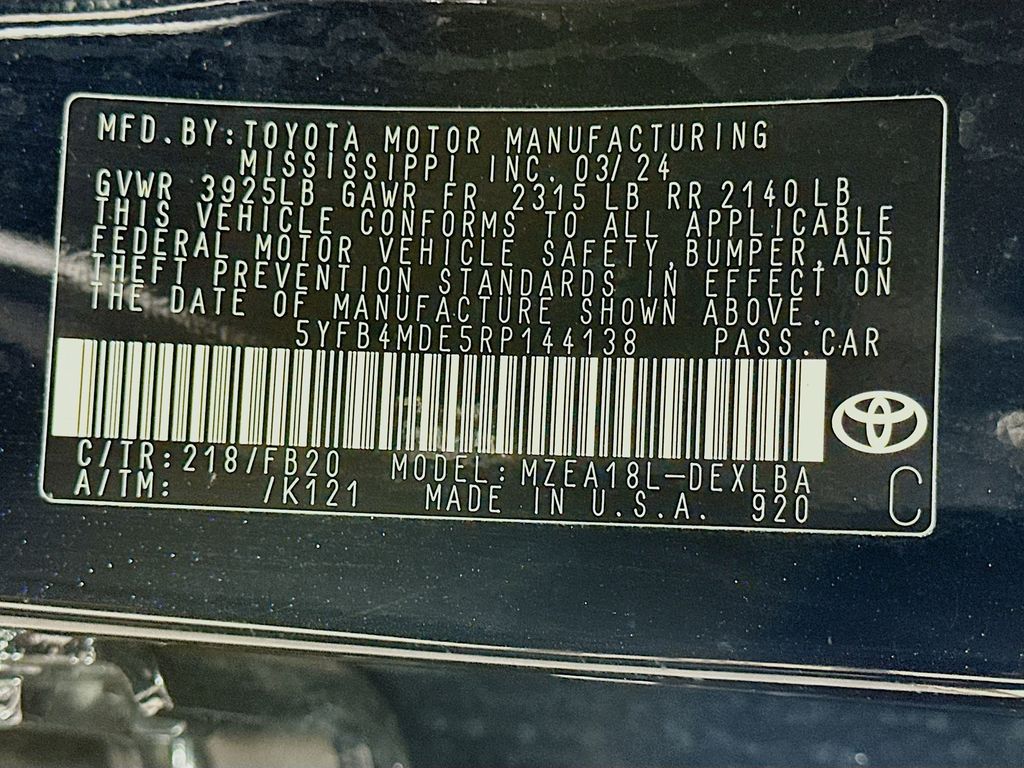 MFD. BY: TOYOTA MOTOR MANUFACTURING
MISSISSIPPI INC. 03/24
GVWR 3925LB GAWR FR 2315 LB RR 2140 LB
THIS VEHICLE CONFORMS TO ALL APPLICABLE
FEDERAL MOTOR VEHICLE SAFETY, BUMPER, AND
THEFT PREVENTION STANDARDS IN EFFECT ON
THE DATE OF MANUFACTURE SHOWN ABOVE.
5YFB4MDE5RP144138 PASS. CAR
C/TR: 218/FB20 MODEL: MZEA18L-DEXLBA
A/TM: /K121 MADE IN U.S.A. 920
C